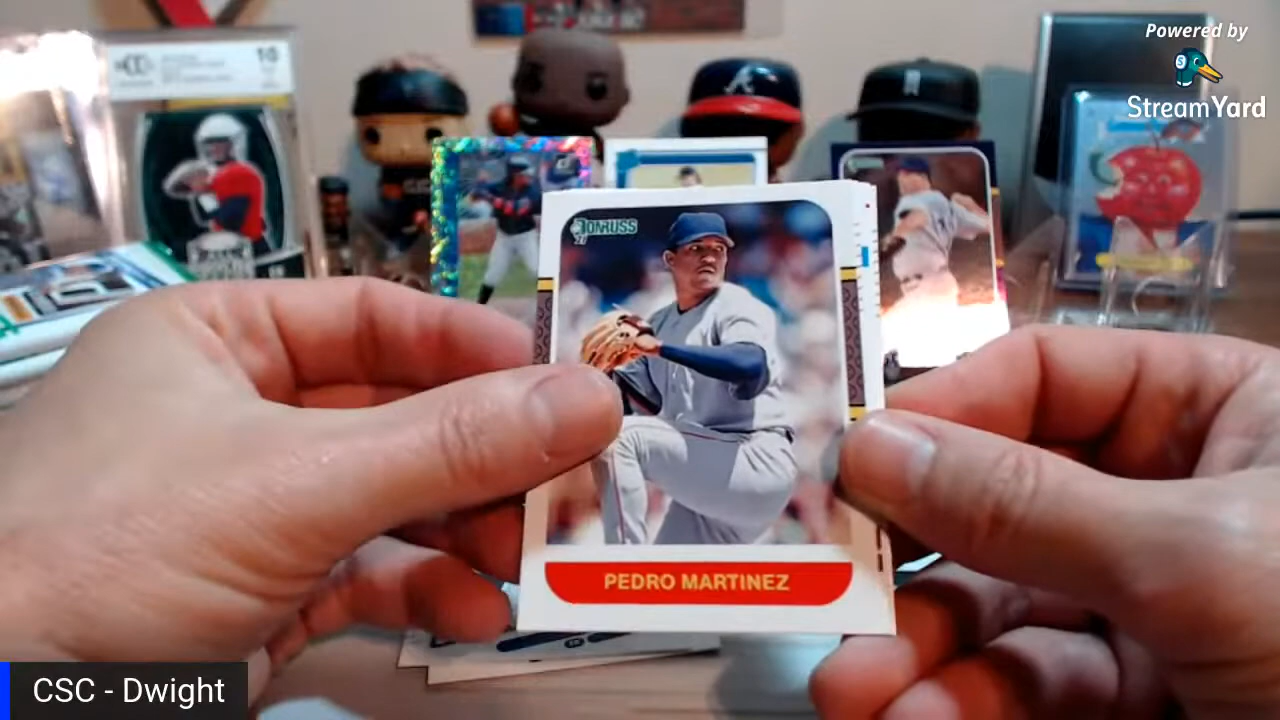 Powered by
StreamYard
10
DONRUSS
PEDRO MARTINEZ
CSC - Dwight